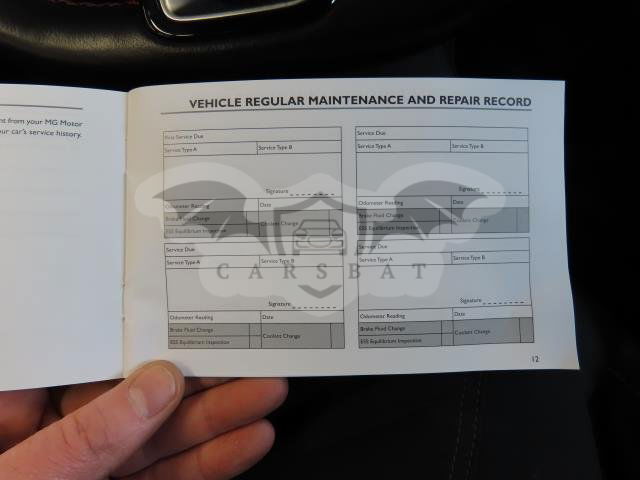 nt from your MG Motor
our car's service history.
VEHICLE REGULAR MAINTENANCE AND REPAIR RECORD
First Service Due
Service Type A Service Type B
Signature
Odometer Reading Date
Brake Fluid Change
Coolant Change
ESS Equilibrium Inspection
Service Due
Service Type A Service Type B
Signature
Odometer Reading Date
Brake Fluid Change
Coolant Change
ESS Equilibrium Inspection
Service Due
Service Type A Service Type B
Signature
Odometer Reading Date
Brake Fluid Change
Coolant Change
ESS Equilibrium Inspection
Service Due
Service Type A Service Type B
Signature
Odometer Reading Date
Brake Fluid Change
Coolant Change
ESS Equilibrium Inspection
12
CARSBAT